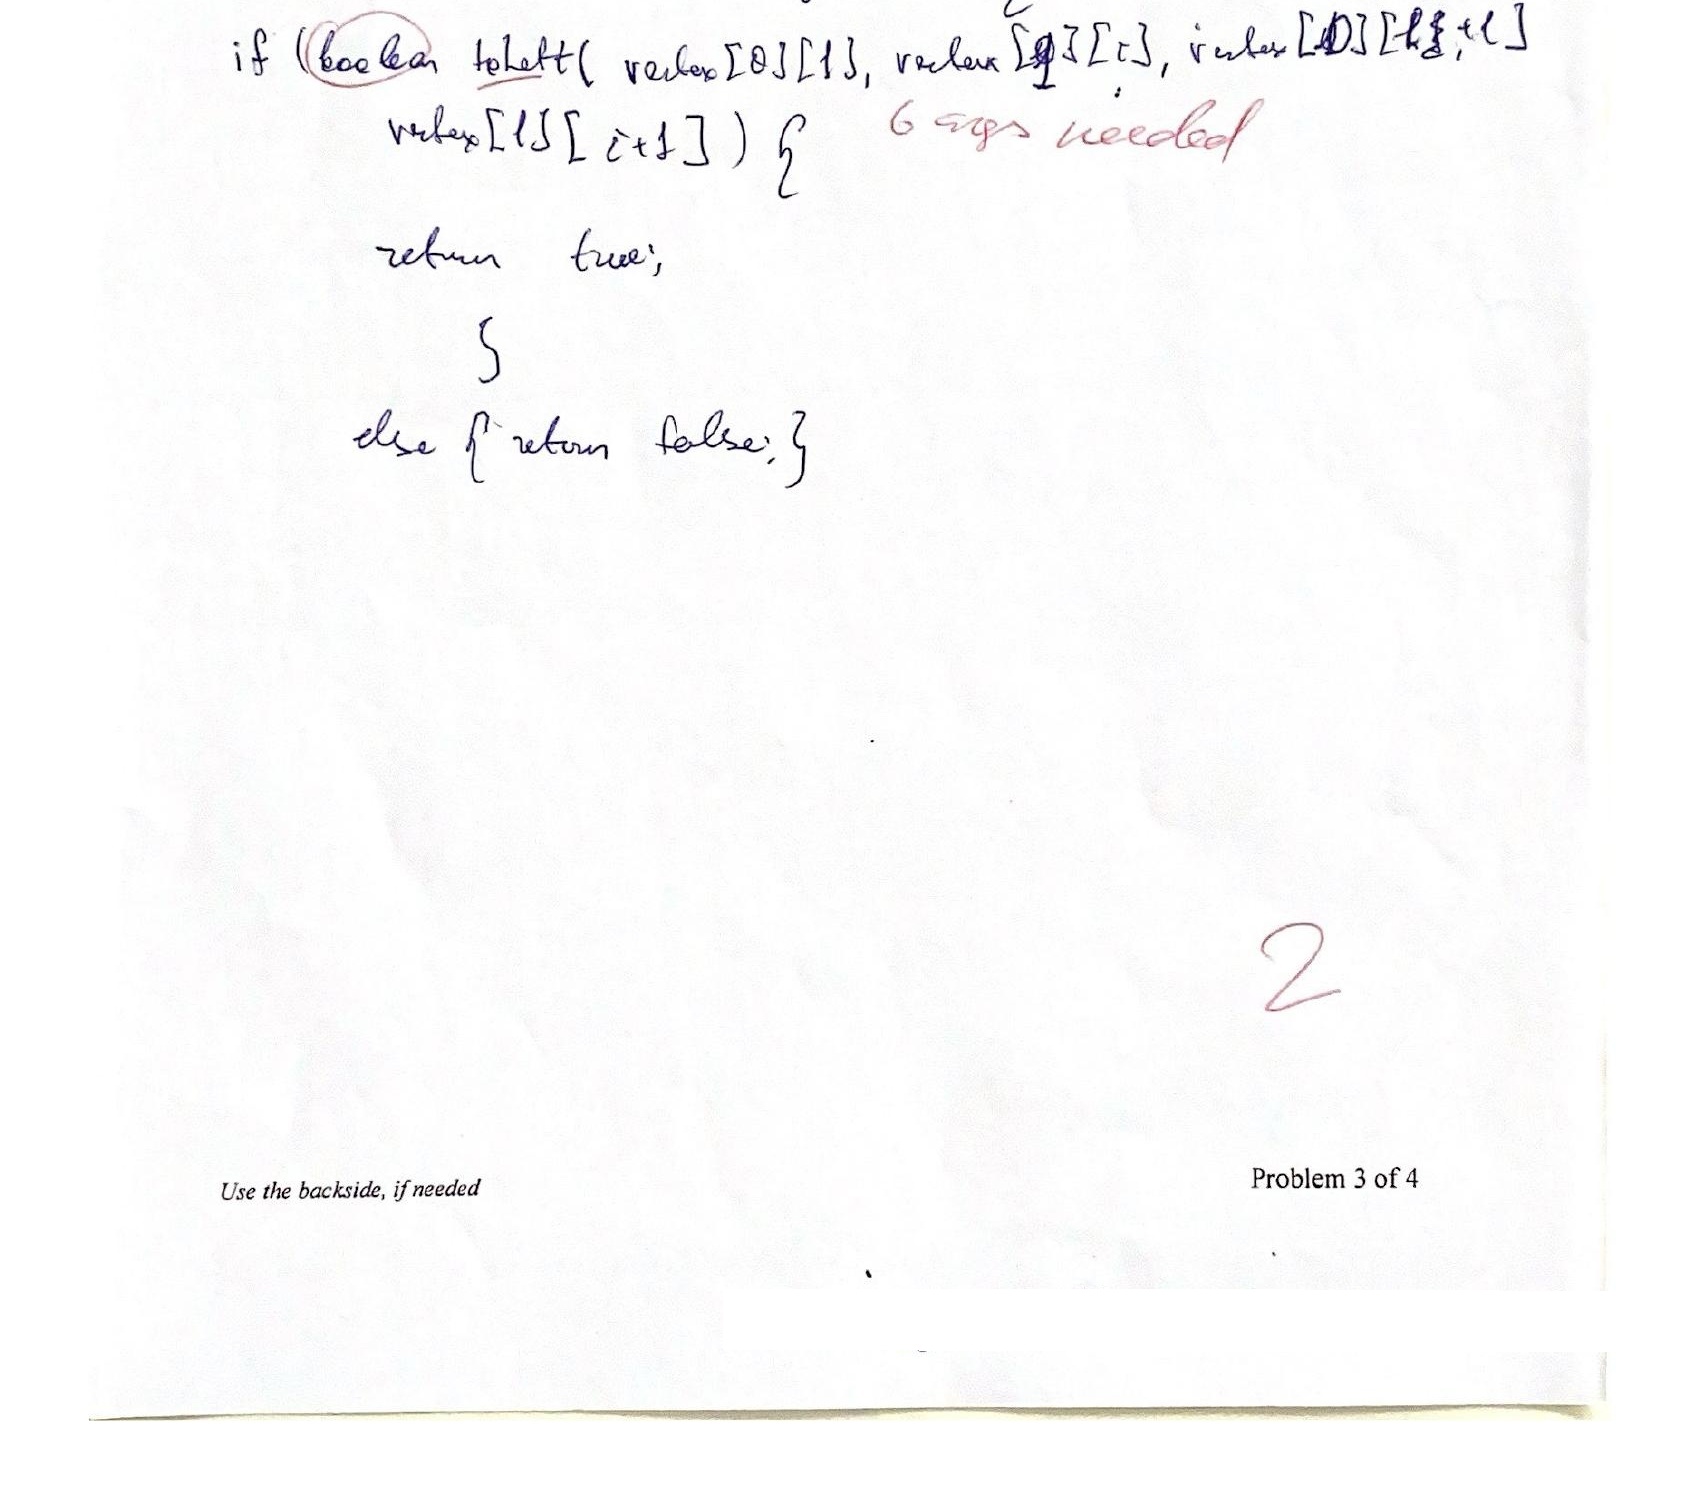 if (boolean toLeft( vertex[0][1], vertex[1][i], vertex[0][i+1]
vertex[1][i+1]) {
6 args needed
return true;
}
else { return false; }
2
Use the backside, if needed
Problem 3 of 4